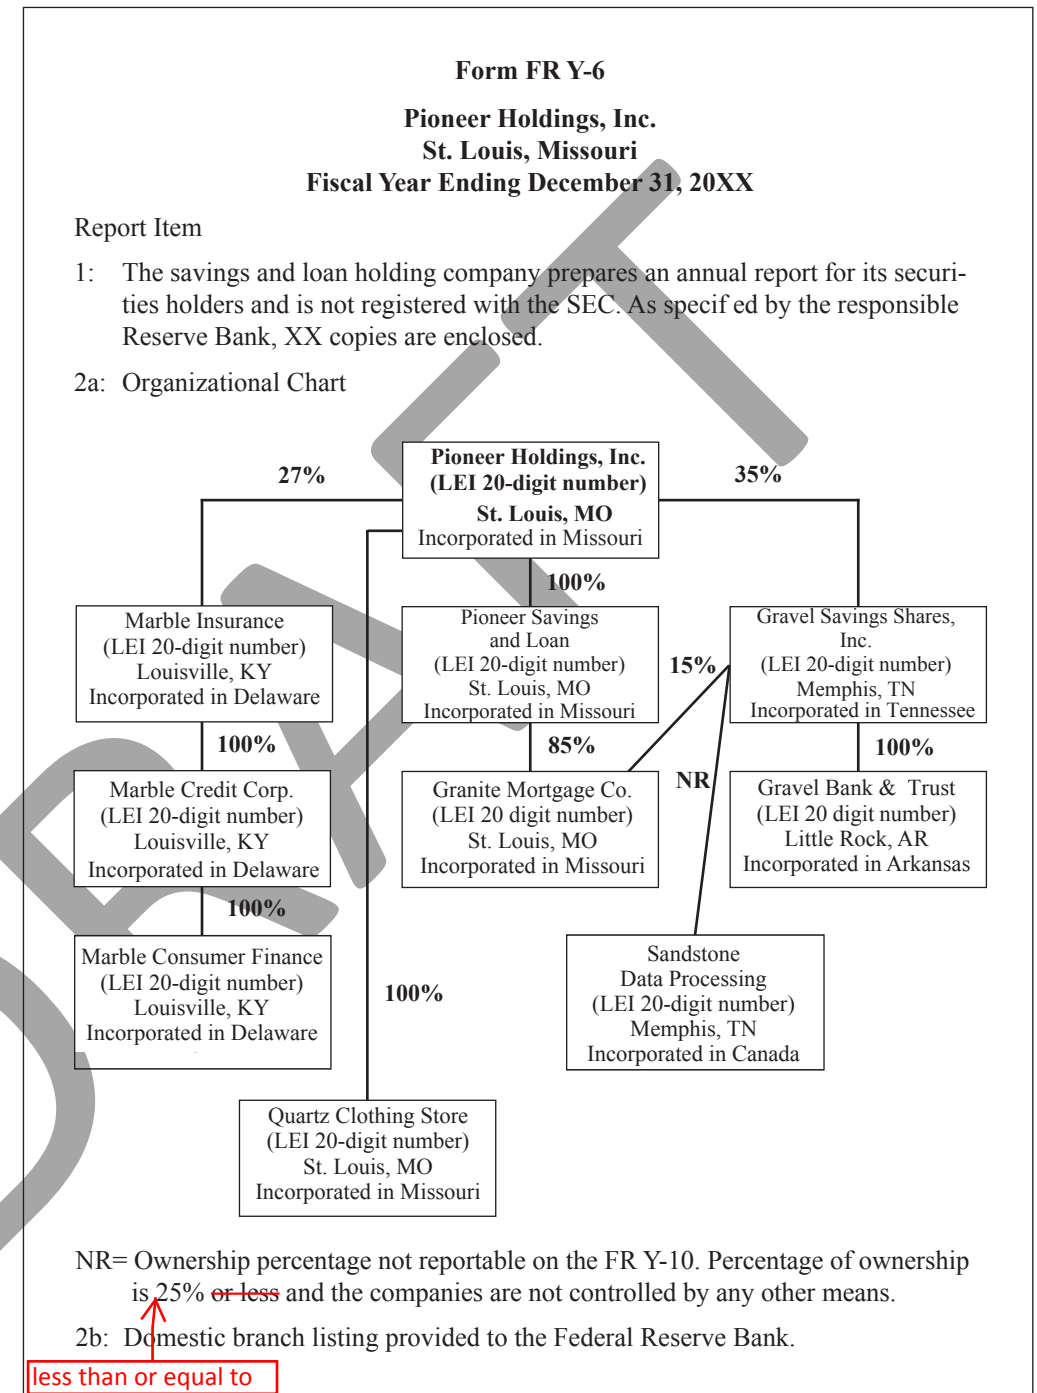 Form FR Y-6
Pioneer Holdings, Inc.
St. Louis, Missouri
Fiscal Year Ending December 31, 20XX
Report Item
1: The savings and loan holding company prepares an annual report for its securi-
ties holders and is not registered with the SEC. As specif ed by the responsible
Reserve Bank, XX copies are enclosed.
2a: Organizational Chart
Pioneer Holdings, Inc.
(LEI 20-digit number)
St. Louis, MO
Incorporated in Missouri
27%
35%
100%
Marble Insurance
(LEI 20-digit number)
Louisville, KY
Incorporated in Delaware
Pioneer Savings
and Loan
(LEI 20-digit number)
St. Louis, MO
Incorporated in Missouri
15%
Gravel Savings Shares,
Inc.
(LEI 20-digit number)
Memphis, TN
Incorporated in Tennessee
100%
85%
NR
100%
Marble Credit Corp.
(LEI 20-digit number)
Louisville, KY
Incorporated in Delaware
Granite Mortgage Co.
(LEI 20 digit number)
St. Louis, MO
Incorporated in Missouri
Gravel Bank & Trust
(LEI 20 digit number)
Little Rock, AR
Incorporated in Arkansas
100%
Marble Consumer Finance
(LEI 20-digit number)
Louisville, KY
Incorporated in Delaware
100%
Sandstone
Data Processing
(LEI 20-digit number)
Memphis, TN
Incorporated in Canada
Quartz Clothing Store
(LEI 20-digit number)
St. Louis, MO
Incorporated in Missouri
NR= Ownership percentage not reportable on the FR Y-10. Percentage of ownership
is 25% or less and the companies are not controlled by any other means.
2b: Domestic branch listing provided to the Federal Reserve Bank.
less than or equal to
DRAFT